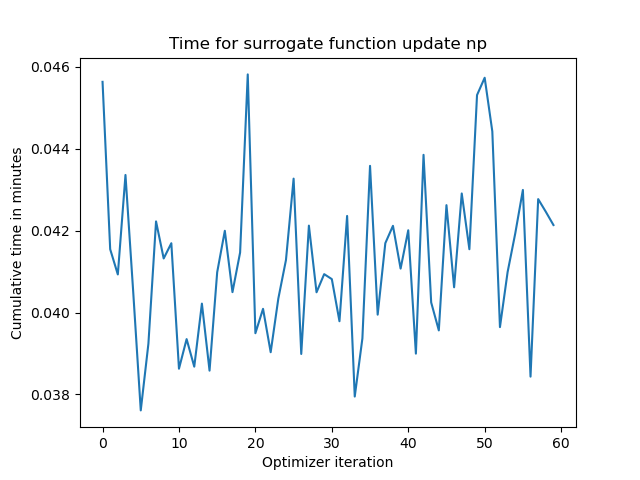 Time for surrogate function update np
Cumulative time in minutes
0.046
0.044
0.042
0.040
0.038
0 10 20 30 40 50 60
Optimizer iteration